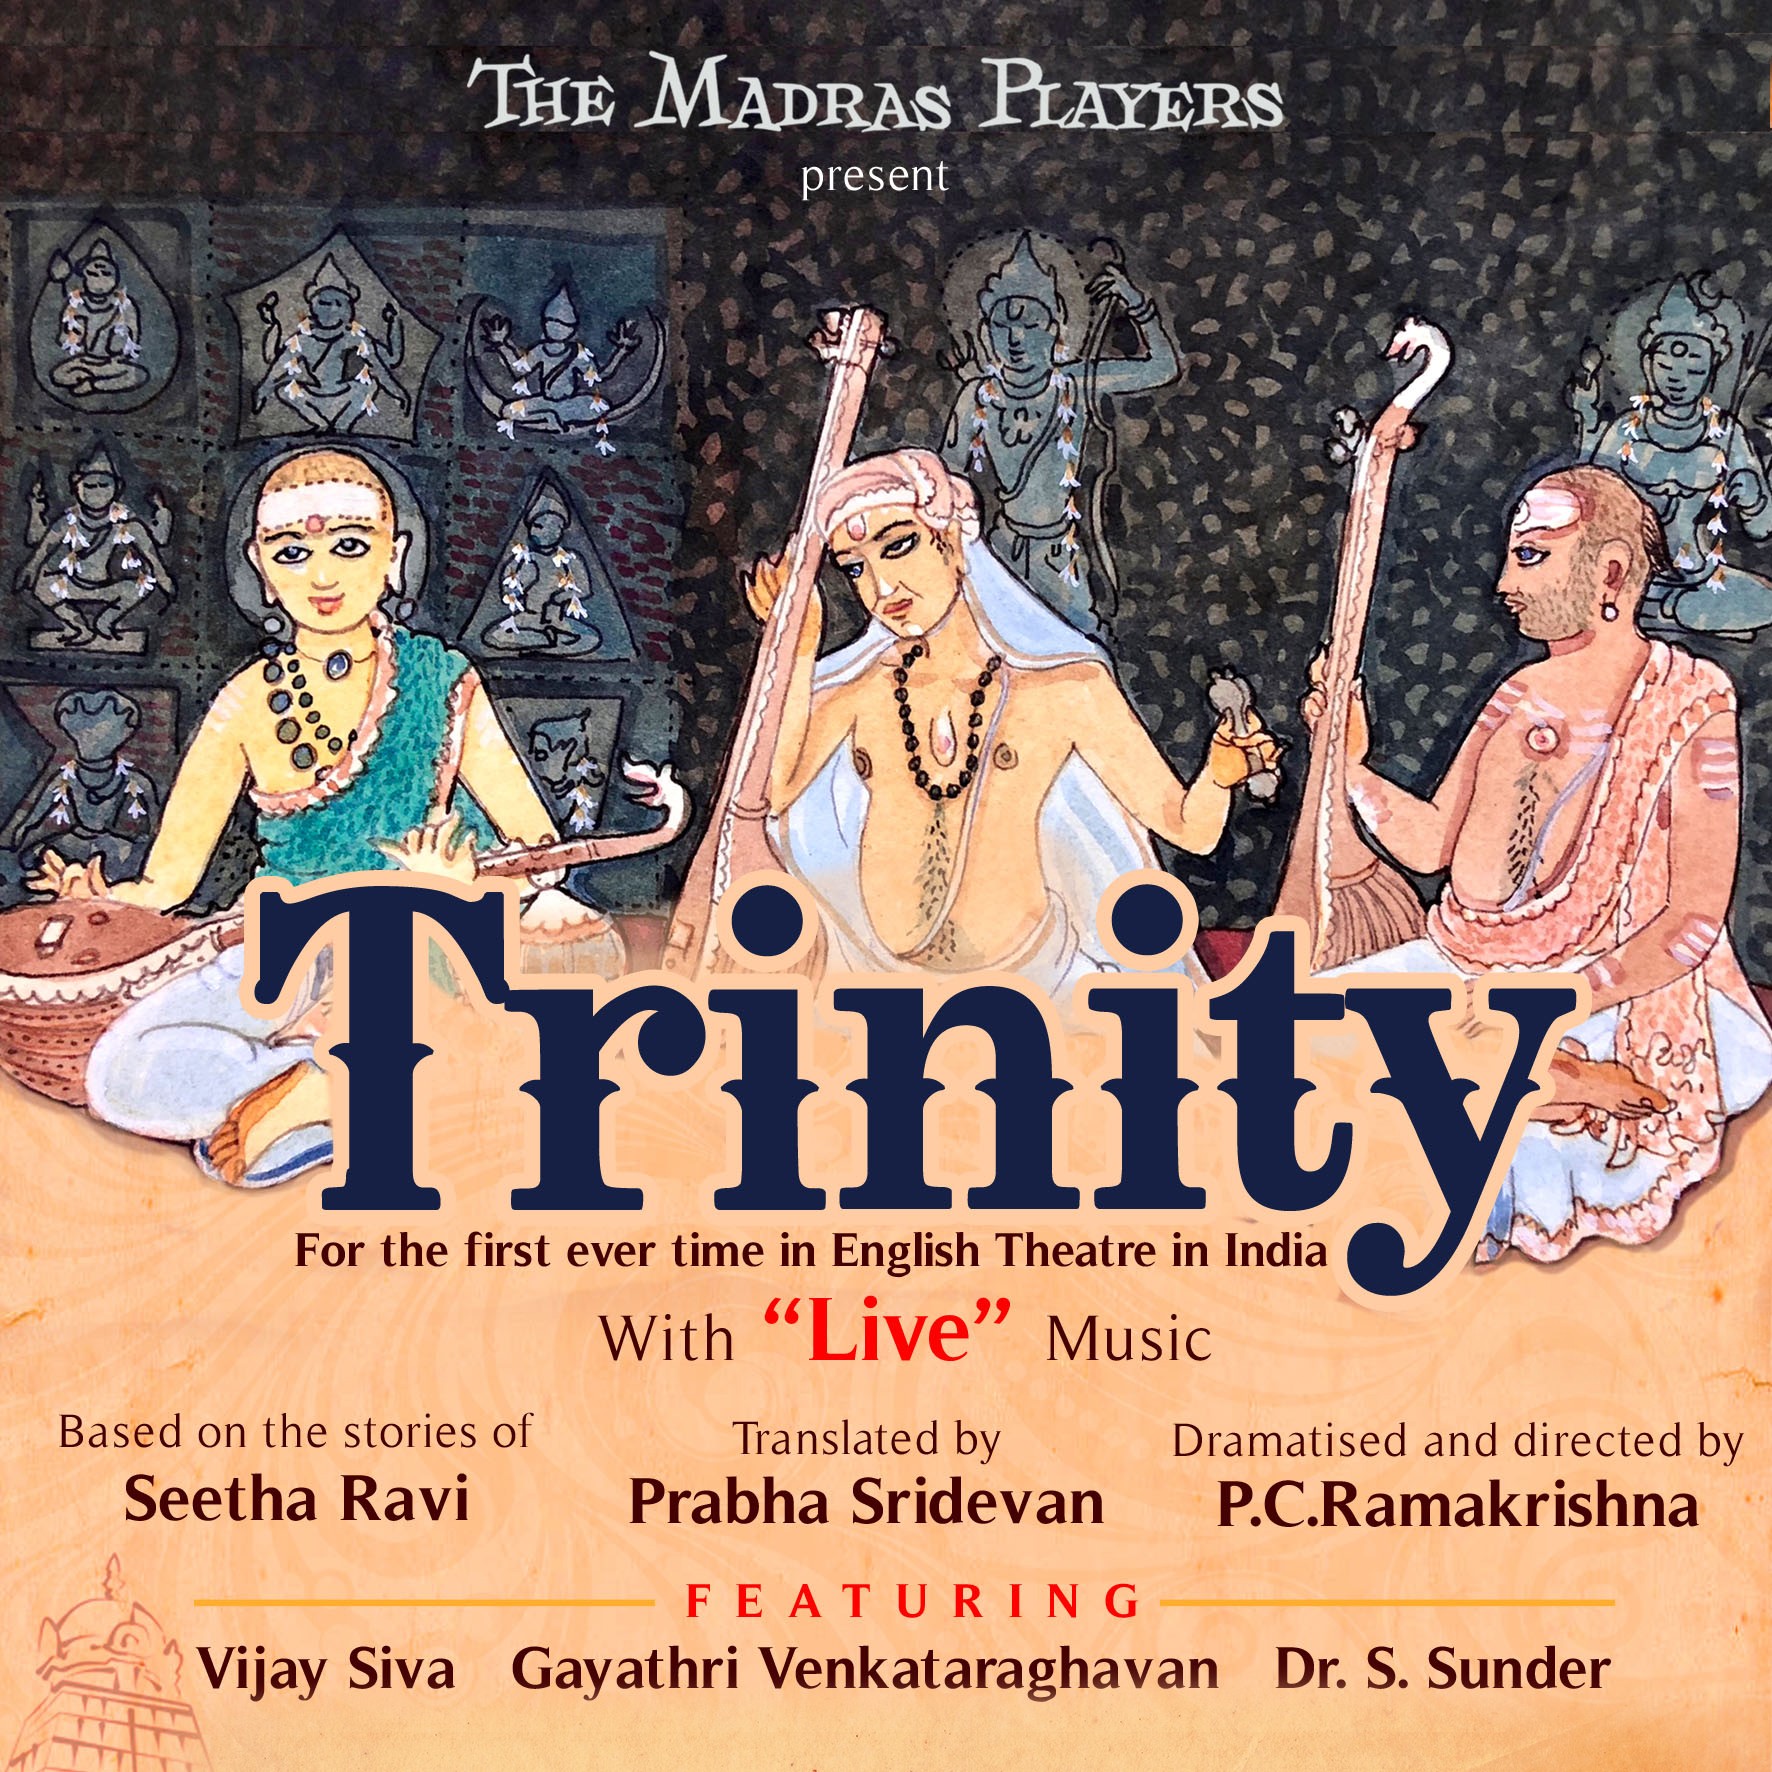 THE MADRAS PLAYERS
present
Trinity
For the first ever time in English Theatre in India
With “Live” Music
Based on the stories of
Seetha Ravi
Translated by
Prabha Sridevan
Dramatised and directed by
P.C.Ramakrishna
FEATURING
Vijay Siva Gayathri Venkataraghavan Dr. S. Sunder